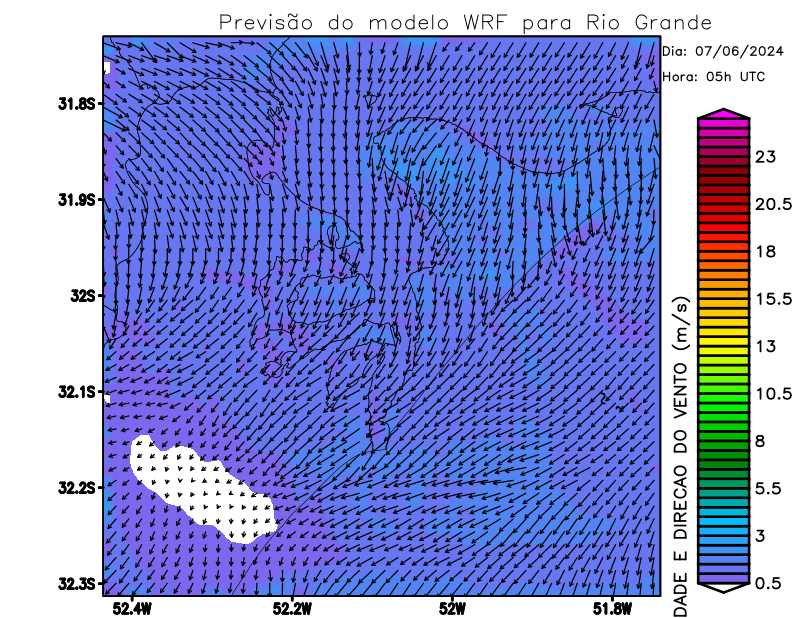 Previsão do modelo WRF para Rio Grande
Dia: 07/06/2024
Hora: 05h UTC
31.8S
31.9S
32S
32.1S
32.2S
32.3S
52.4W
52.2W
52W
51.8W
23
20.5
18
15.5
13
10.5
8
5.5
3
0.5
DADE E DIRECAO DO VENTO (m/s)